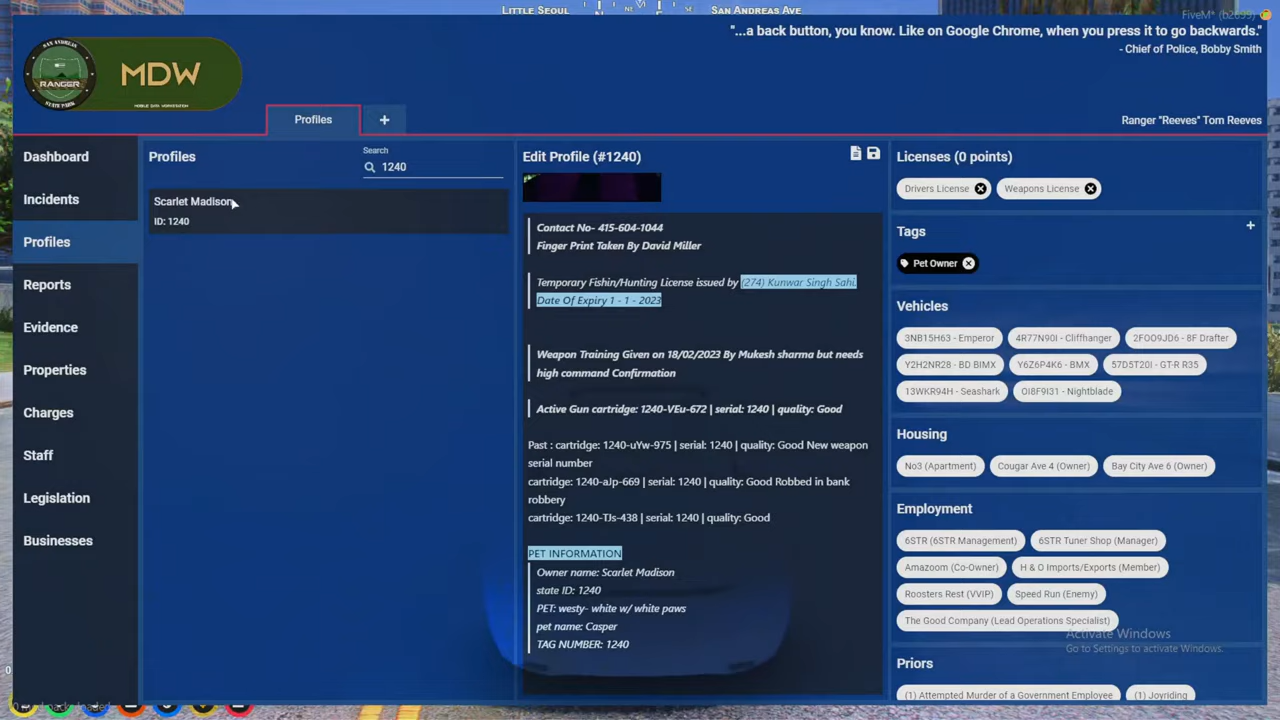 LITTLE SEOUL
SAN ANDREAS AVE
"...a back button, you know. Like on Google Chrome, when you press it to go backwards."
- Chief of Police, Bobby Smith
SAN ANDREAS
RANGER
STATE PARK
MDW
MOBILE DATA WORKSTATION
Profiles
+
Ranger "Reeves" Tom Reeves
Dashboard
Incidents
Profiles
Reports
Evidence
Properties
Charges
Staff
Legislation
Businesses
Profiles
Search
1240
Scarlet Madison
ID: 1240
Edit Profile (#1240)
Contact No- 415-604-1044
Finger Print Taken By David Miller
Temporary Fishin/Hunting License issued by (274) Kunwar Singh Sahi.
Date Of Expiry 1 - 1 - 2023
Weapon Training Given on 18/02/2023 By Mukesh sharma but needs
high command Confirmation
Active Gun cartridge: 1240-VEu-672 | serial: 1240 | quality: Good
Past : cartridge: 1240-uYw-975 | serial: 1240 | quality: Good New weapon
serial number
cartridge: 1240-aJp-669 | serial: 1240 | quality: Good Robbed in bank
robbery
cartridge: 1240-TJs-438 | serial: 1240 | quality: Good
PET INFORMATION
Owner name: Scarlet Madison
state ID: 1240
PET: westy- white w/ white paws
pet name: Casper
TAG NUMBER: 1240
Licenses (0 points)
Drivers License
Weapons License
Tags
+
Pet Owner
Vehicles
3NB15H63 - Emperor
4R77N90I - Cliffhanger
2FOO9JD6 - 8F Drafter
Y2H2NR28 - BD BIMX
Y6Z6P4K6 - BMX
57D5T20I - GT-R R35
13WKR94H - Seashark
OI8F9I31 - Nightblade
Housing
No3 (Apartment)
Cougar Ave 4 (Owner)
Bay City Ave 6 (Owner)
Employment
6STR (6STR Management)
6STR Tuner Shop (Manager)
Amazoom (Co-Owner)
H & O Imports/Exports (Member)
Roosters Rest (VVIP)
Speed Run (Enemy)
The Good Company (Lead Operations Specialist)
Activate Windows
Go to Settings to activate Windows.
Priors
(1) Attempted Murder of a Government Employee
(1) Joyriding